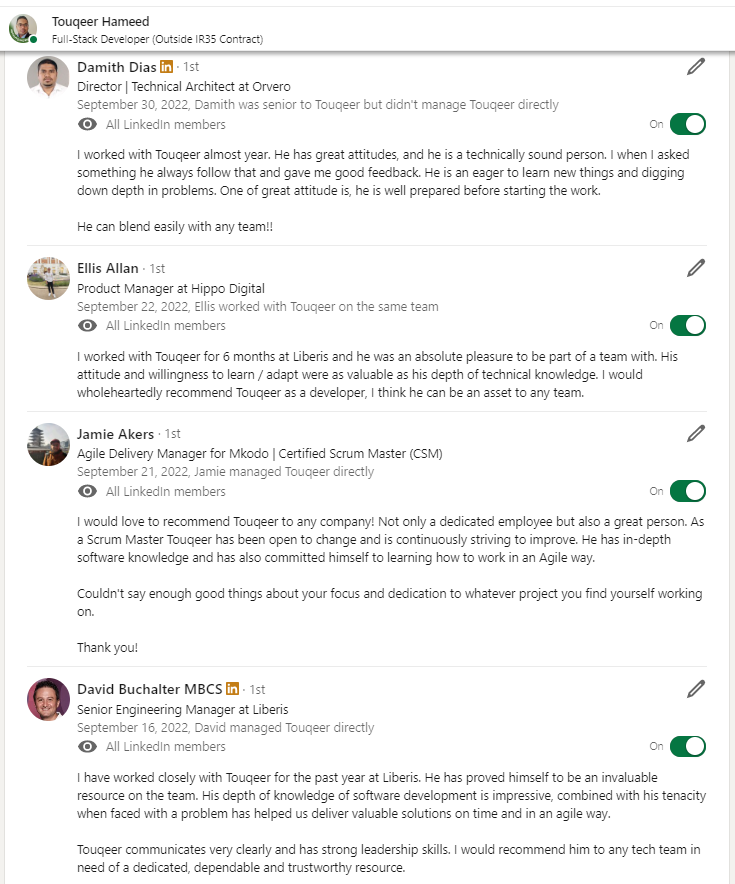 Touqeer Hameed
Full-Stack Developer (Outside IR35 Contract)
Damith Dias in · 1st
Director | Technical Architect at Orvero
September 30, 2022, Damith was senior to Touqeer but didn't manage Touqeer directly
All LinkedIn members
On
I worked with Touqeer almost year. He has great attitudes, and he is a technically sound person. I when I asked
something he always follow that and gave me good feedback. He is an eager to learn new things and digging
down depth in problems. One of great attitude is, he is well prepared before starting the work.
He can blend easily with any team!!
Ellis Allan · 1st
Product Manager at Hippo Digital
September 22, 2022, Ellis worked with Touqeer on the same team
All LinkedIn members
On
I worked with Touqeer for 6 months at Liberis and he was an absolute pleasure to be part of a team with. His
attitude and willingness to learn / adapt were as valuable as his depth of technical knowledge. I would
wholeheartedly recommend Touqeer as a developer, I think he can be an asset to any team.
Jamie Akers · 1st
Agile Delivery Manager for Mkodo | Certified Scrum Master (CSM)
September 21, 2022, Jamie managed Touqeer directly
All LinkedIn members
On
I would love to recommend Touqeer to any company! Not only a dedicated employee but also a great person. As
a Scrum Master Touqeer has been open to change and is continuously striving to improve. He has in-depth
software knowledge and has also committed himself to learning how to work in an Agile way.
Couldn't say enough good things about your focus and dedication to whatever project you find yourself working
on.
Thank you!
David Buchalter MBCS in · 1st
Senior Engineering Manager at Liberis
September 16, 2022, David managed Touqeer directly
All LinkedIn members
On
I have worked closely with Touqeer for the past year at Liberis. He has proved himself to be an invaluable
resource on the team. His depth of knowledge of software development is impressive, combined with his tenacity
when faced with a problem has helped us deliver valuable solutions on time and in an agile way.
Touqeer communicates very clearly and has strong leadership skills. I would recommend him to any tech team in
need of a dedicated, dependable and trustworthy resource.